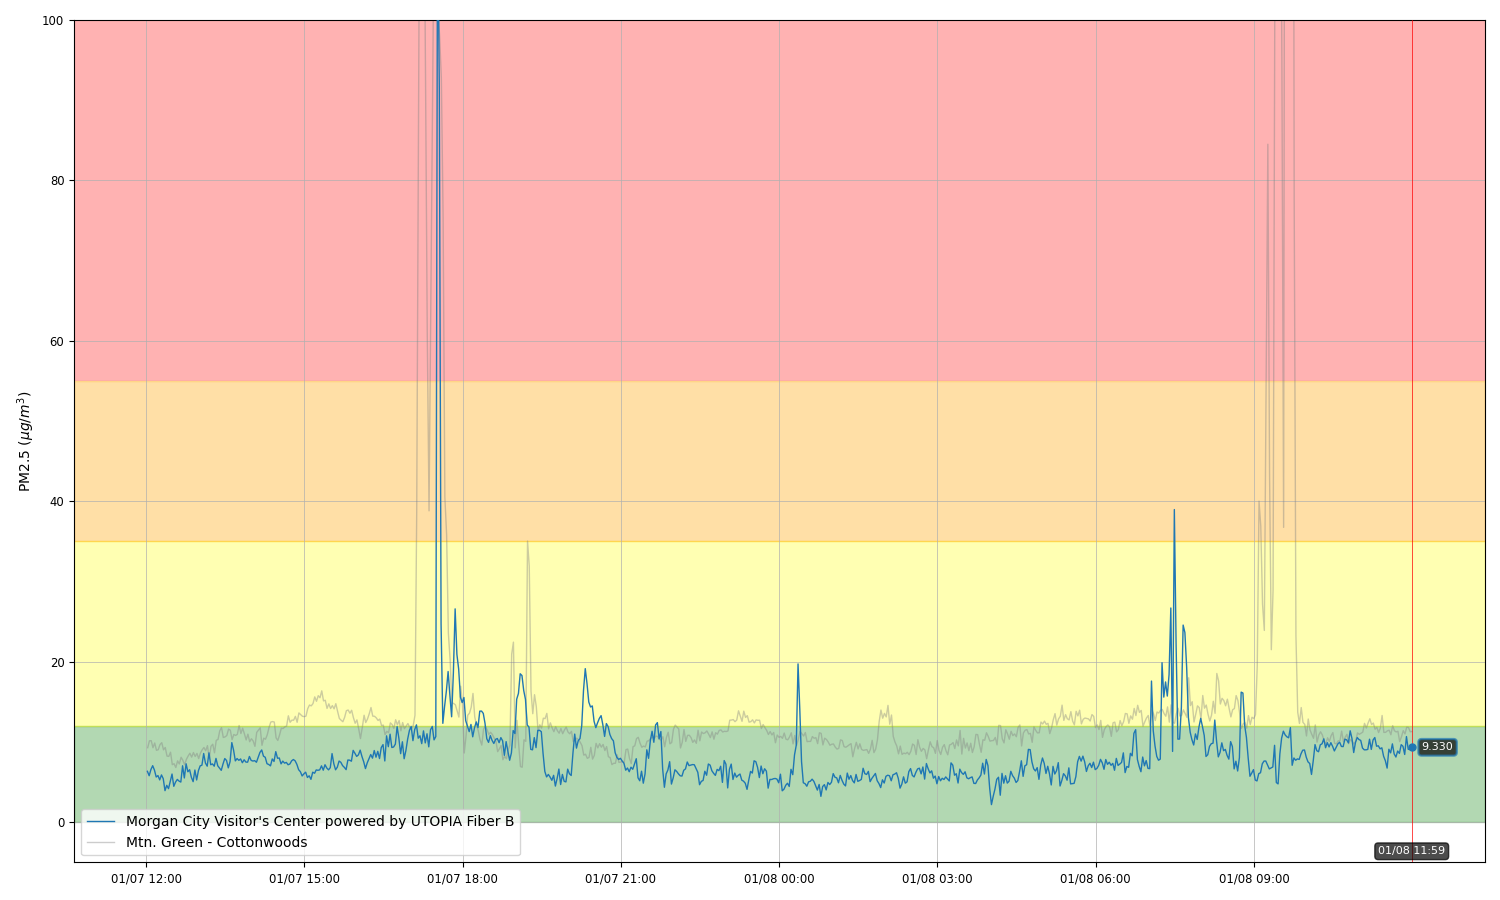 100
80
60
40
20
0
PM2.5 (μg/m³)
9.330
Morgan City Visitor's Center powered by UTOPIA Fiber B
Mtn. Green - Cottonwoods
01/08 11:59
01/07 12:00 01/07 15:00 01/07 18:00 01/07 21:00 01/08 00:00 01/08 03:00 01/08 06:00 01/08 09:00